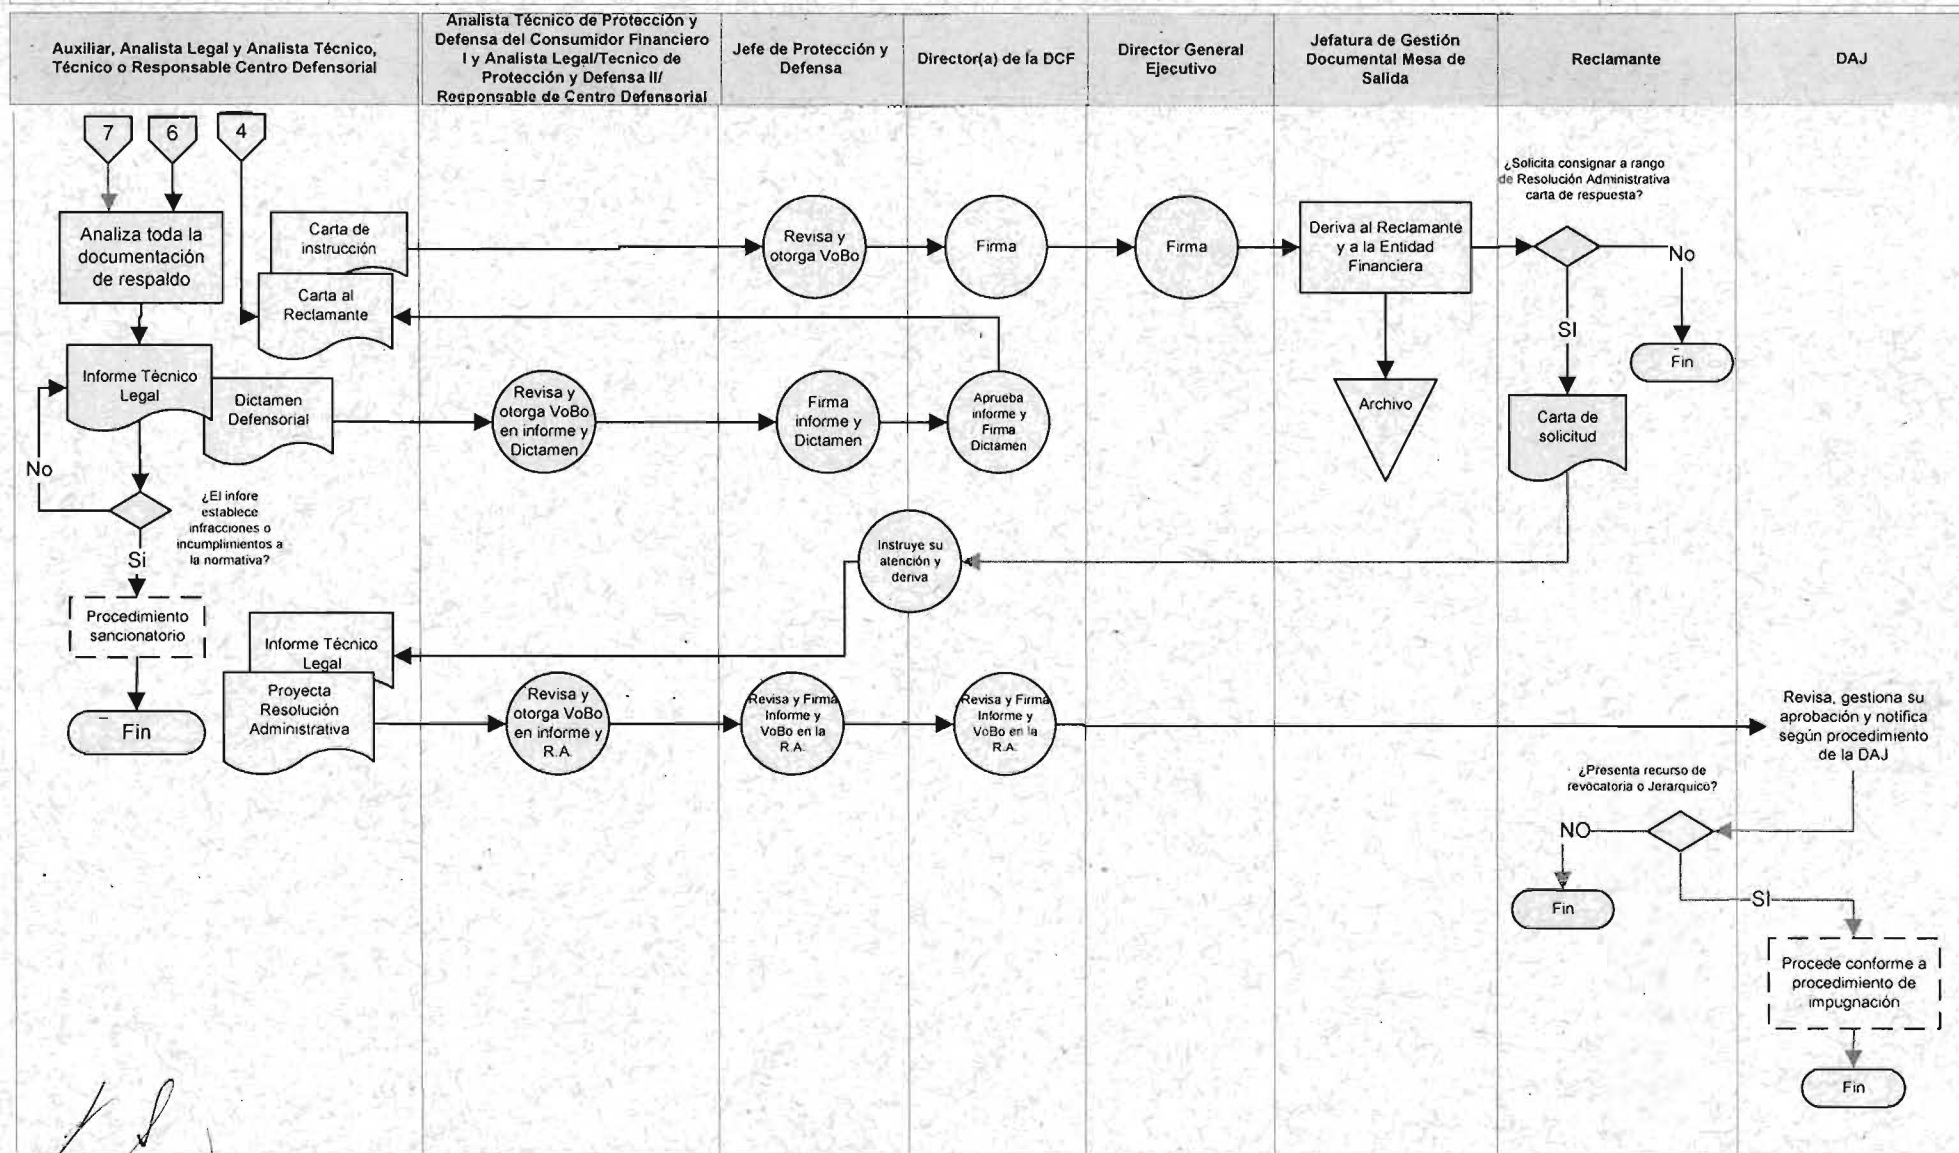 Auxiliar, Analista Legal y Analista Técnico,
Técnico o Responsable Centro Defensorial
Analista Técnico de Protección y
Defensa del Consumidor Financiero
I y Analista Legal/Tecnico de
Protección y Defensa II/
Responsable de Centro Defensorial
Jefe de Protección y
Defensa
Director(a) de la DCF
Director General
Ejecutivo
Jefatura de Gestión
Documental Mesa de
Salida
Reclamante
DAJ
7
6
4
¿Solicita consignar a rango
de Resolución Administrativa
carta de respuesta?
Analiza toda la
documentación
de respaldo
Carta de
instrucción
Revisa y
otorga VoBo
Firma
Firma
Deriva al Reclamante
y a la Entidad
Financiera
No
Carta al
Reclamante
SI
Fin
Informe Técnico
Legal
Dictamen
Defensorial
Revisa y
otorga VoBo
en informe y
Dictamen
Firma
informe y
Dictamen
Aprueba
informe y
Firma
Dictamen
Archivo
Carta de
solicitud
No
¿El infore
establece
infracciones o
incumplimientos a
la normativa?
Si
Instruye su
atención y
deriva
Procedimiento
sancionatorio
Informe Técnico
Legal
Fin
Proyecta
Resolución
Administrativa
Revisa y
otorga VoBo
en informe y
R.A.
Revisa y Firma
Informe y
VoBo en la
R.A.
Revisa y Firma
Informe y
VoBo en la
R.A.
Revisa, gestiona su
aprobación y notifica
según procedimiento
de la DAJ
¿Presenta recurso de
revocatoria o Jerarquico?
NO
Fin
SI
Procede conforme a
procedimiento de
impugnación
Fin